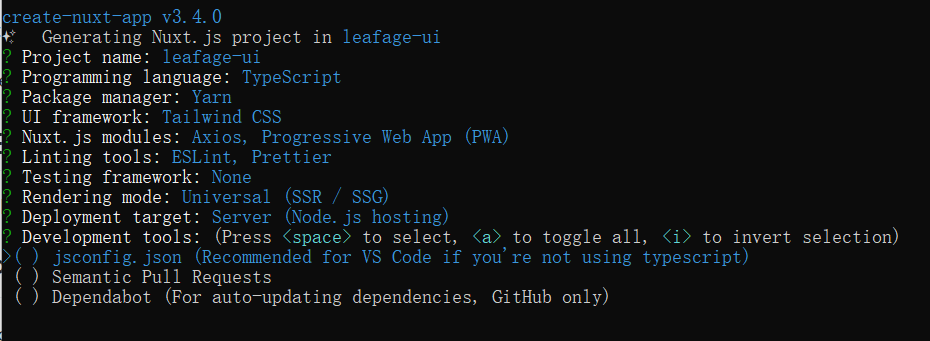 create-nuxt-app v3.4.0
✨ Generating Nuxt.js project in leafage-ui
? Project name: leafage-ui
? Programming language: TypeScript
? Package manager: Yarn
? UI framework: Tailwind CSS
? Nuxt.js modules: Axios, Progressive Web App (PWA)
? Linting tools: ESLint, Prettier
? Testing framework: None
? Rendering mode: Universal (SSR / SSG)
? Deployment target: Server (Node.js hosting)
? Development tools: (Press <space> to select, <a> to toggle all, <i> to invert selection)
>( ) jsconfig.json (Recommended for VS Code if you're not using typescript)
( ) Semantic Pull Requests
( ) Dependabot (For auto-updating dependencies, GitHub only)